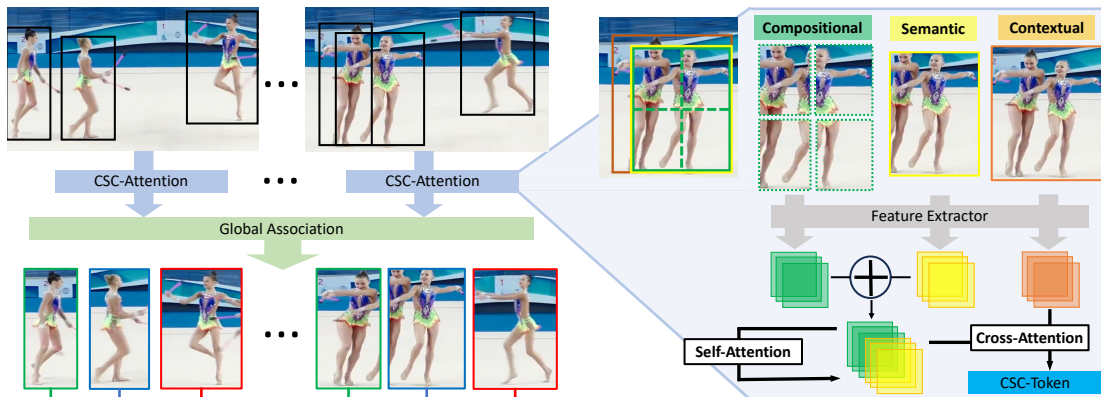 CSC-Attention
CSC-Attention
Global Association
Compositional
Semantic
Contextual
Feature Extractor
Self-Attention
Cross-Attention
CSC-Token